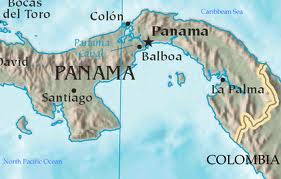 Bocas
del Toro
Colón
Caribbean Sea
Panama
Canal
Panama
David
PANAMA
Balboa
Santiago
La Palma
North Pacific Ocean
COLOMBIA